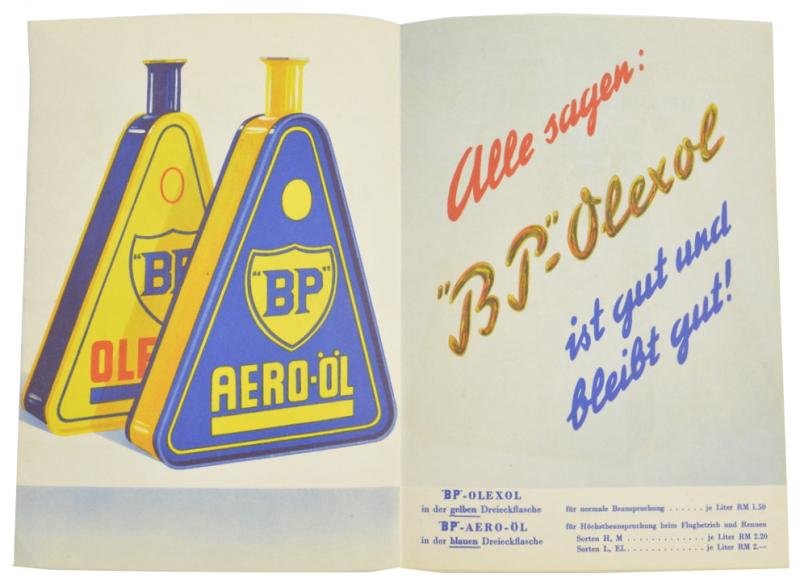 "BP"
OLE
"BP"
AERO-ÖL
Alle sagen:
"BP"-Olexol
ist gut und
bleibt gut!
"BP"-OLEXOL
in der gelben Dreieckflasche für normale Beanspruchung . . . . . . je Liter RM 1.50
"BP"-AERO-ÖL für Höchstbeanspruchung beim Flugbetrieb und Rennen
in der blauen Dreieckflasche Sorten H, M . . . . . . . . . . . . je Liter RM 2.20
Sorten L, EL . . . . . . . . . . . . je Liter RM 2.—